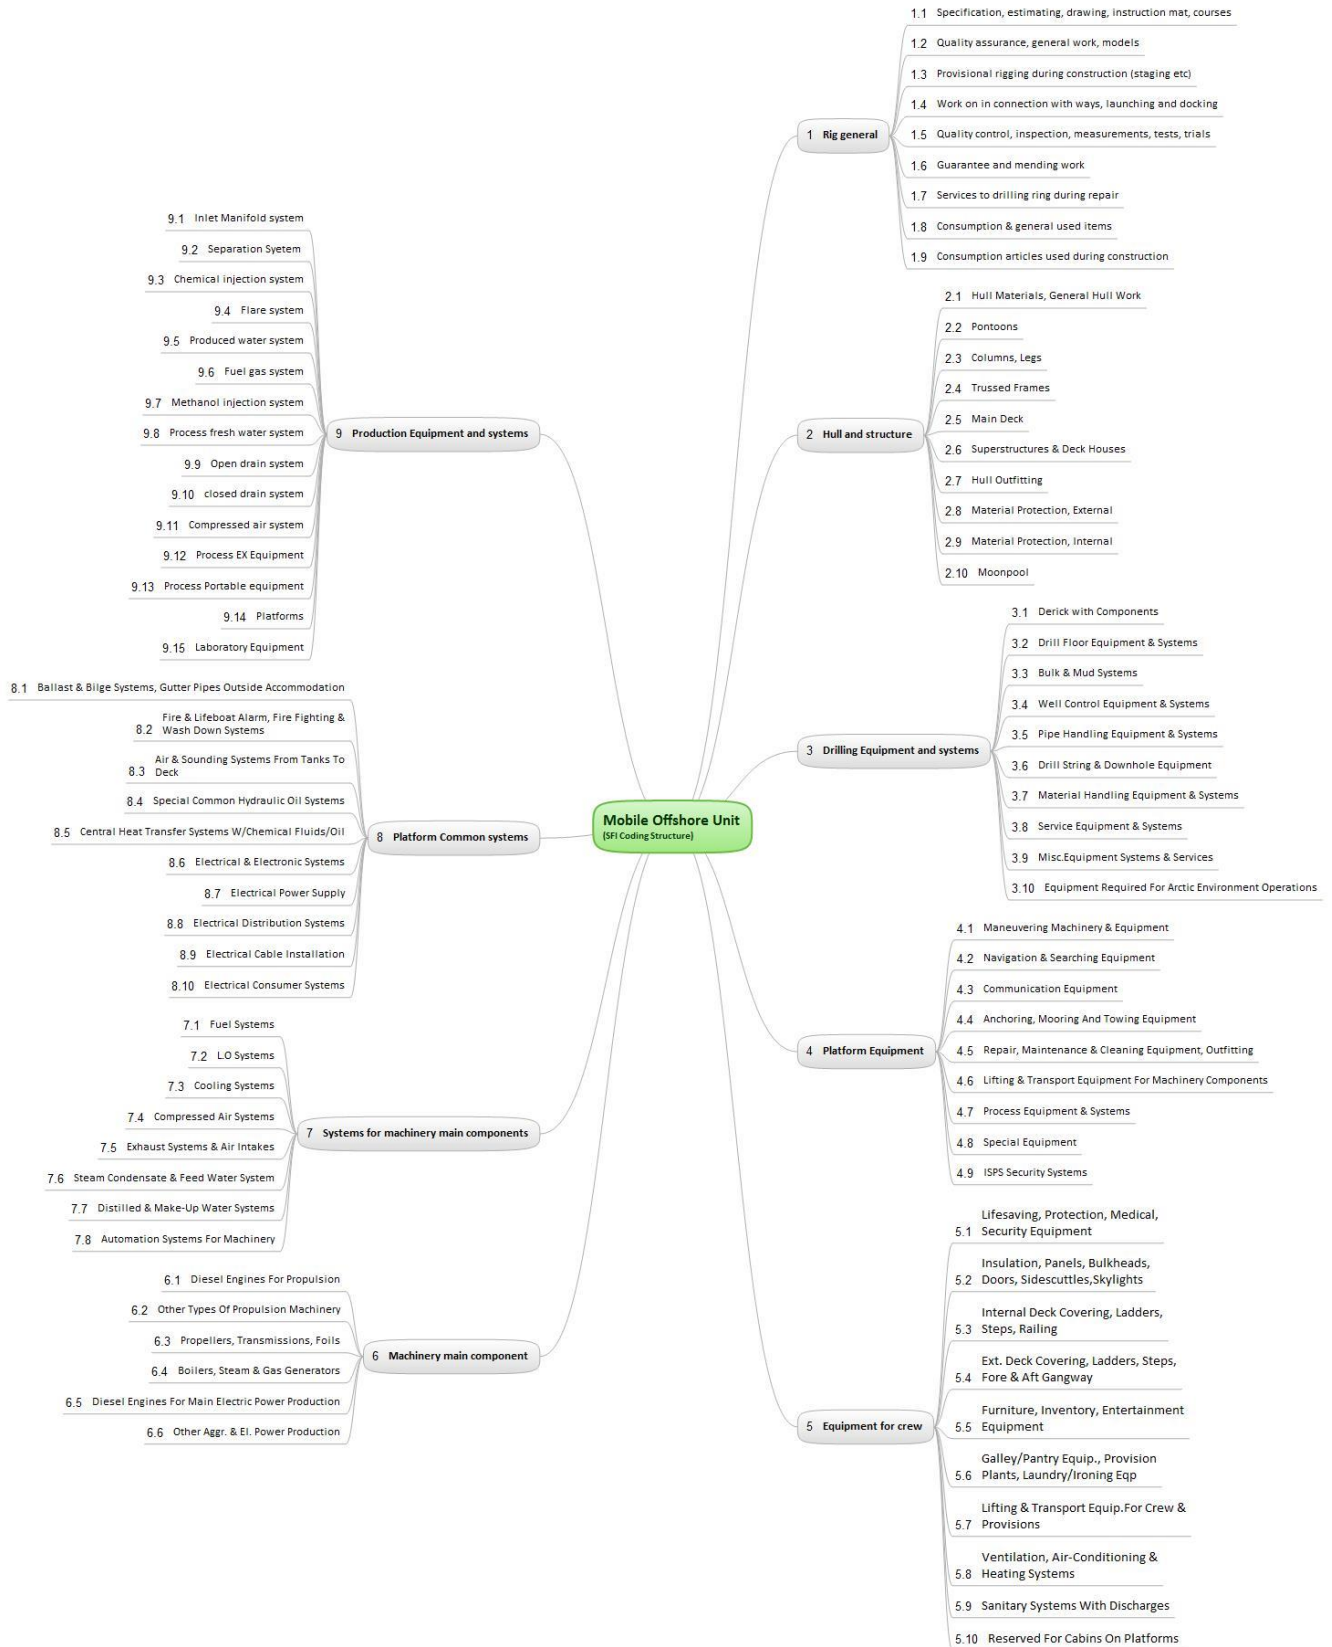 Mobile Offshore Unit
(SFI Coding Structure)
1 Rig general
1.1 Specification, estimating, drawing, instruction mat, courses
1.2 Quality assurance, general work, models
1.3 Provisional rigging during construction (staging etc)
1.4 Work on in connection with ways, launching and docking
1.5 Quality control, inspection, measurements, tests, trials
1.6 Guarantee and mending work
1.7 Services to drilling ring during repair
1.8 Consumption & general used items
1.9 Consumption articles used during construction
2 Hull and structure
2.1 Hull Materials, General Hull Work
2.2 Pontoons
2.3 Columns, Legs
2.4 Trussed Frames
2.5 Main Deck
2.6 Superstructures & Deck Houses
2.7 Hull Outfitting
2.8 Material Protection, External
2.9 Material Protection, Internal
2.10 Moonpool
3 Drilling Equipment and systems
3.1 Derick with Components
3.2 Drill Floor Equipment & Systems
3.3 Bulk & Mud Systems
3.4 Well Control Equipment & Systems
3.5 Pipe Handling Equipment & Systems
3.6 Drill String & Downhole Equipment
3.7 Material Handling Equipment & Systems
3.8 Service Equipment & Systems
3.9 Misc.Equipment Systems & Services
3.10 Equipment Required For Arctic Environment Operations
4 Platform Equipment
4.1 Maneuvering Machinery & Equipment
4.2 Navigation & Searching Equipment
4.3 Communication Equipment
4.4 Anchoring, Mooring And Towing Equipment
4.5 Repair, Maintenance & Cleaning Equipment, Outfitting
4.6 Lifting & Transport Equipment For Machinery Components
4.7 Process Equipment & Systems
4.8 Special Equipment
4.9 ISPS Security Systems
5 Equipment for crew
5.1 Lifesaving, Protection, Medical,
Security Equipment
5.2 Insulation, Panels, Bulkheads,
Doors, Sidescuttles,Skylights
5.3 Internal Deck Covering, Ladders,
Steps, Railing
5.4 Ext. Deck Covering, Ladders, Steps,
Fore & Aft Gangway
5.5 Furniture, Inventory, Entertainment
Equipment
5.6 Galley/Pantry Equip., Provision
Plants, Laundry/Ironing Eqp
5.7 Lifting & Transport Equip.For Crew &
Provisions
5.8 Ventilation, Air-Conditioning &
Heating Systems
5.9 Sanitary Systems With Discharges
5.10 Reserved For Cabins On Platforms
6 Machinery main component
6.1 Diesel Engines For Propulsion
6.2 Other Types Of Propulsion Machinery
6.3 Propellers, Transmissions, Foils
6.4 Boilers, Steam & Gas Generators
6.5 Diesel Engines For Main Electric Power Production
6.6 Other Aggr. & El. Power Production
7 Systems for machinery main components
7.1 Fuel Systems
7.2 L.O Systems
7.3 Cooling Systems
7.4 Compressed Air Systems
7.5 Exhaust Systems & Air Intakes
7.6 Steam Condensate & Feed Water System
7.7 Distilled & Make-Up Water Systems
7.8 Automation Systems For Machinery
8 Platform Common systems
8.1 Ballast & Bilge Systems, Gutter Pipes Outside Accommodation
8.2 Fire & Lifeboat Alarm, Fire Fighting &
Wash Down Systems
8.3 Air & Sounding Systems From Tanks To
Deck
8.4 Special Common Hydraulic Oil Systems
8.5 Central Heat Transfer Systems W/Chemical Fluids/Oil
8.6 Electrical & Electronic Systems
8.7 Electrical Power Supply
8.8 Electrical Distribution Systems
8.9 Electrical Cable Installation
8.10 Electrical Consumer Systems
9 Production Equipment and systems
9.1 Inlet Manifold system
9.2 Separation Syetem
9.3 Chemical injection system
9.4 Flare system
9.5 Produced water system
9.6 Fuel gas system
9.7 Methanol injection system
9.8 Process fresh water system
9.9 Open drain system
9.10 closed drain system
9.11 Compressed air system
9.12 Process EX Equipment
9.13 Process Portable equipment
9.14 Platforms
9.15 Laboratory Equipment